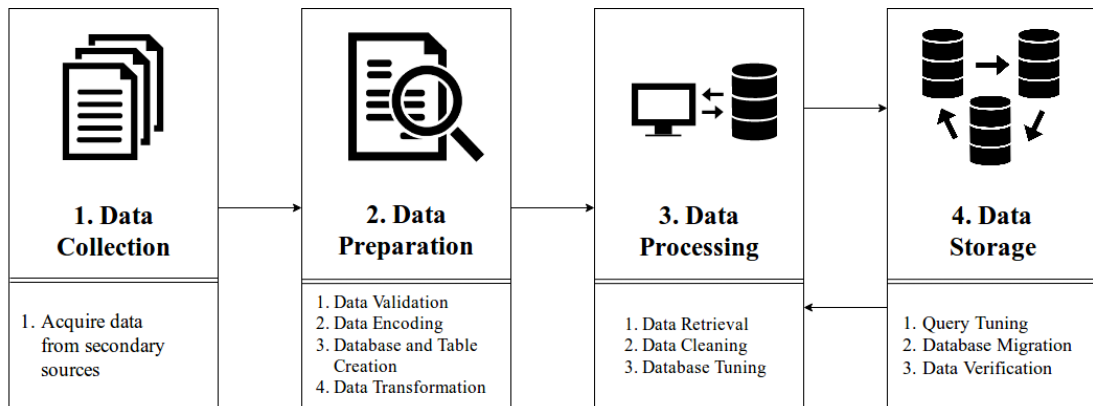 1. Data
Collection
1. Acquire data
from secondary
sources
2. Data
Preparation
1. Data Validation
2. Data Encoding
3. Database and Table
Creation
4. Data Transformation
3. Data
Processing
1. Data Retrieval
2. Data Cleaning
3. Database Tuning
4. Data
Storage
1. Query Tuning
2. Database Migration
3. Data Verification